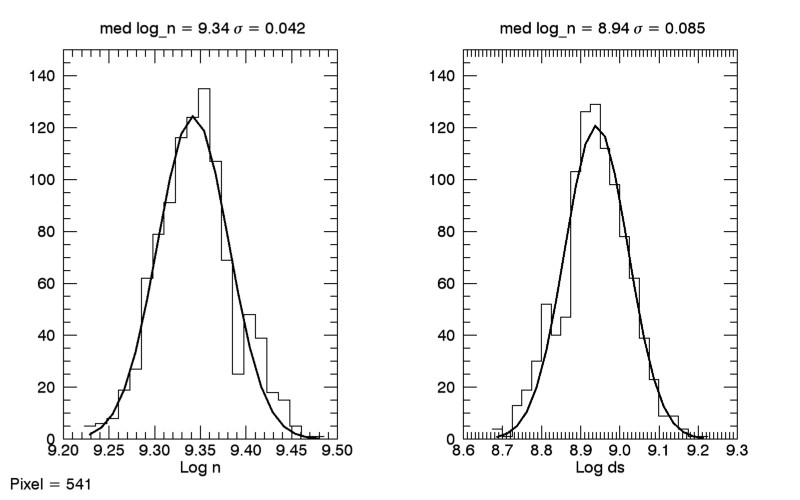 med log_n = 9.34 σ = 0.042
140
120
100
80
60
40
20
0
9.20 9.25 9.30 9.35 9.40 9.45 9.50
Log n
med log_n = 8.94 σ = 0.085
140
120
100
80
60
40
20
0
8.6 8.7 8.8 8.9 9.0 9.1 9.2 9.3
Log ds
Pixel = 541